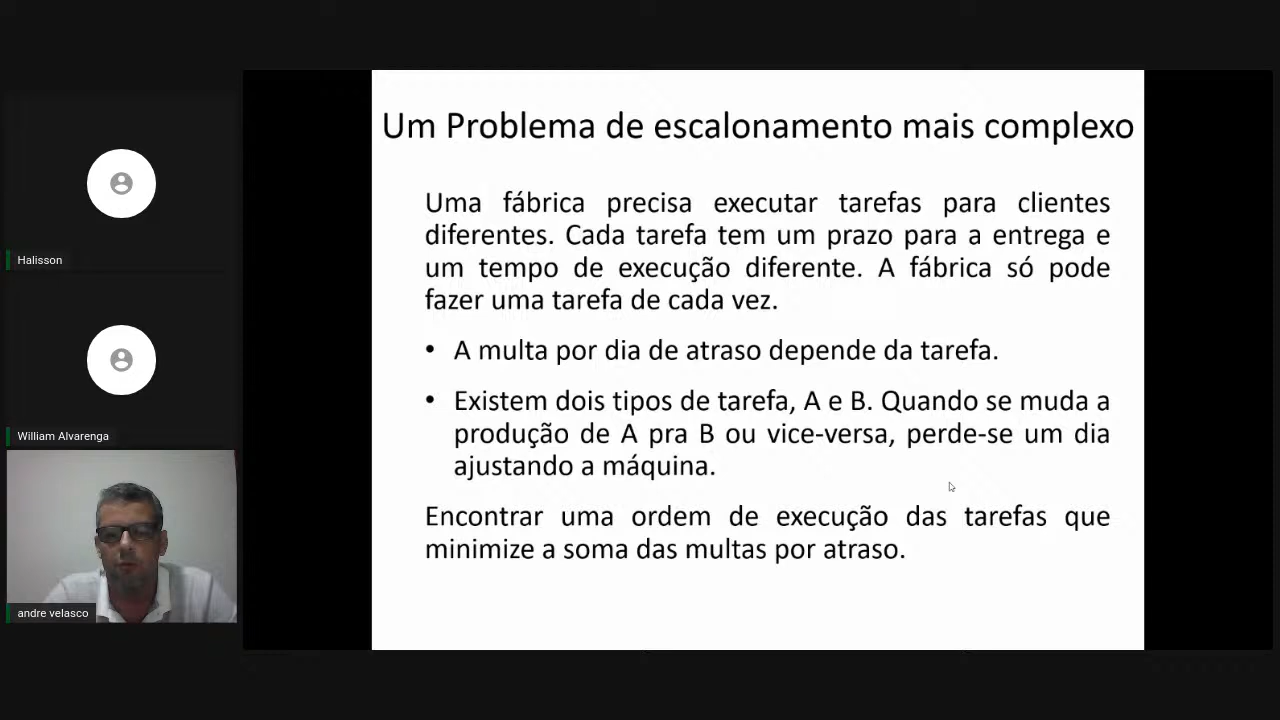 Um Problema de escalonamento mais complexo
Uma fábrica precisa executar tarefas para clientes
diferentes. Cada tarefa tem um prazo para a entrega e
um tempo de execução diferente. A fábrica só pode
fazer uma tarefa de cada vez.
• A multa por dia de atraso depende da tarefa.
• Existem dois tipos de tarefa, A e B. Quando se muda a
produção de A pra B ou vice-versa, perde-se um dia
ajustando a máquina.
Encontrar uma ordem de execução das tarefas que
minimize a soma das multas por atraso.
Halisson
William Alvarenga
andre velasco